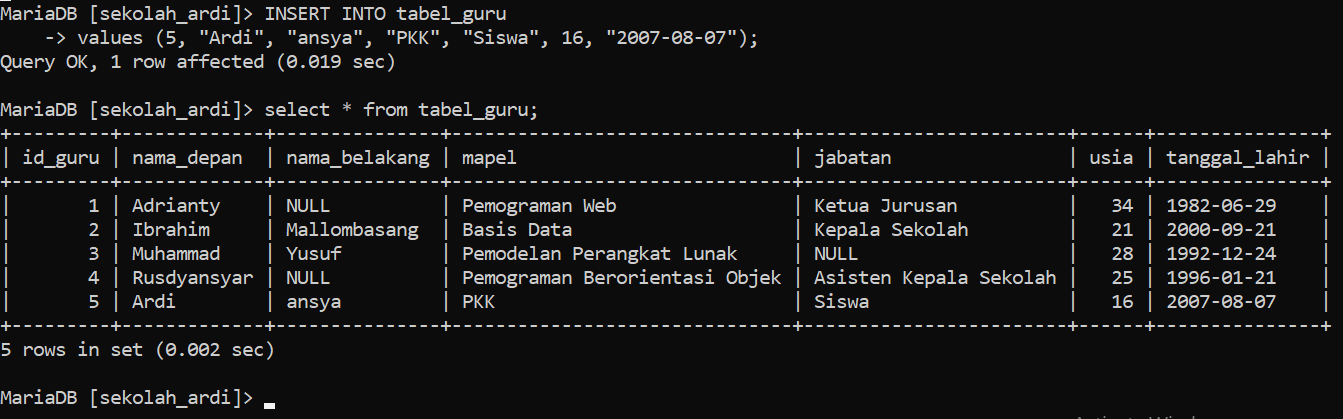 MariaDB [sekolah_ardi]> INSERT INTO tabel_guru
    -> values (5, "Ardi", "ansya", "PKK", "Siswa", 16, "2007-08-07");
Query OK, 1 row affected (0.019 sec)
MariaDB [sekolah_ardi]> select * from tabel_guru;
+---------+-------------+---------------+-------------------------------+------------------------+------+---------------+
| id_guru | nama_depan  | nama_belakang | mapel                         | jabatan                | usia | tanggal_lahir |
+---------+-------------+---------------+-------------------------------+------------------------+------+---------------+
|       1 | Adrianty    | NULL          | Pemograman Web                | Ketua Jurusan          |   34 | 1982-06-29    |
|       2 | Ibrahim     | Mallombasang  | Basis Data                    | Kepala Sekolah         |   21 | 2000-09-21    |
|       3 | Muhammad    | Yusuf         | Pemodelan Perangkat Lunak     | NULL                   |   28 | 1992-12-24    |
|       4 | Rusdyansyar | NULL          | Pemograman Berorientasi Objek | Asisten Kepala Sekolah |   25 | 1996-01-21    |
|       5 | Ardi        | ansya         | PKK                           | Siswa                  |   16 | 2007-08-07    |
+---------+-------------+---------------+-------------------------------+------------------------+------+---------------+
5 rows in set (0.002 sec)
MariaDB [sekolah_ardi]>